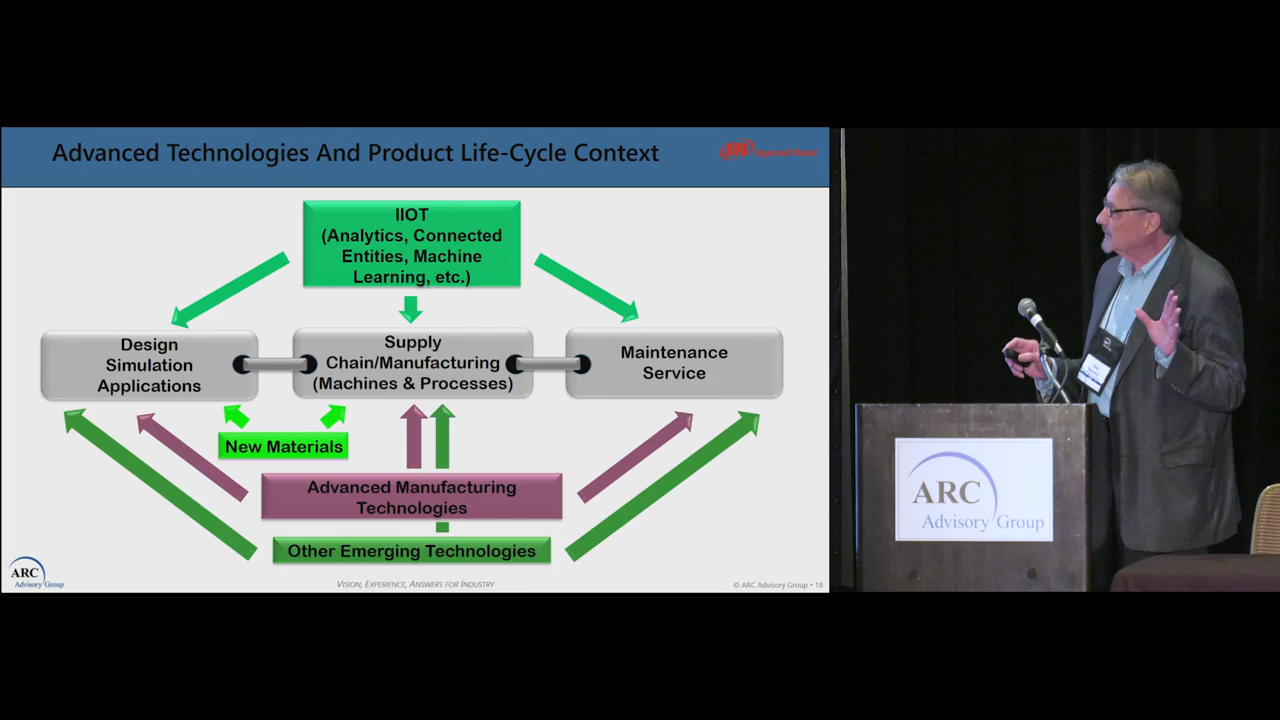 Advanced Technologies And Product Life-Cycle Context
Ingersoll Rand
IIOT
(Analytics, Connected
Entities, Machine
Learning, etc.)
Design
Simulation
Applications
Supply
Chain/Manufacturing
(Machines & Processes)
Maintenance
Service
New Materials
Advanced Manufacturing
Technologies
Other Emerging Technologies
ARC
Advisory Group
VISION, EXPERIENCE, ANSWERS FOR INDUSTRY
© ARC Advisory Group • 18
ARC
Advisory Group